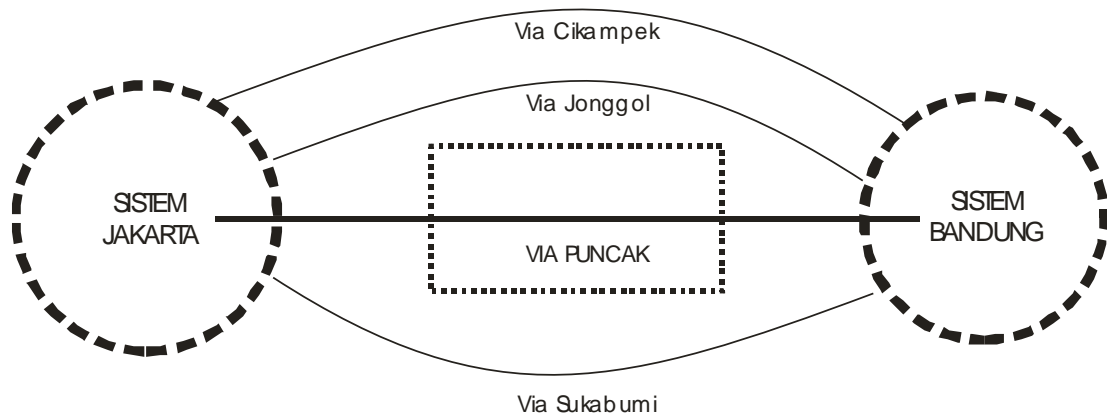 Via Cikampek
Via Jonggol
SISTEM
JAKARTA
VIA PUNCAK
SISTEM
BANDUNG
Via Sukabumi